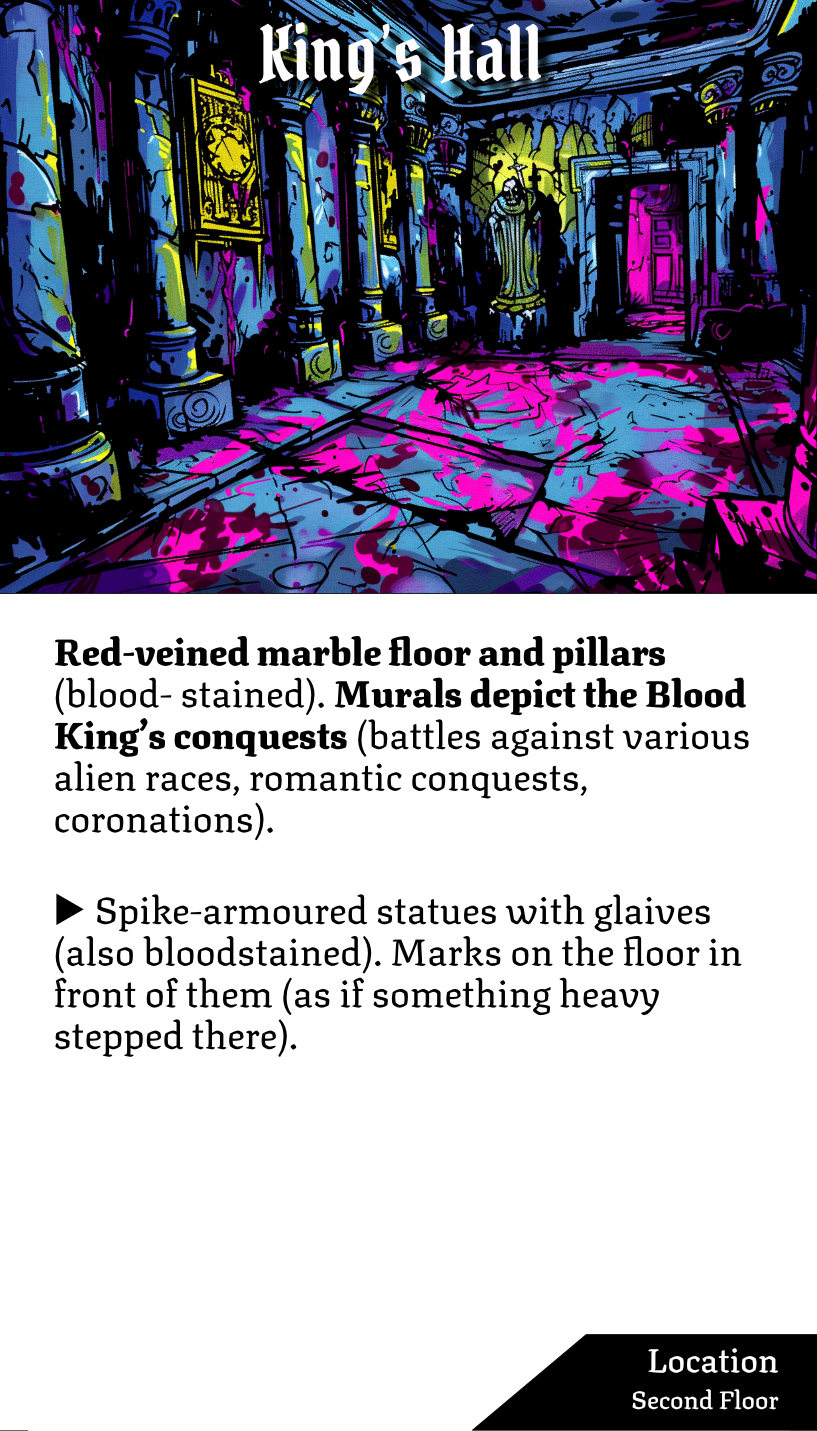 King's Hall
Red-veined marble floor and pillars
(blood- stained). Murals depict the Blood
King's conquests (battles against various
alien races, romantic conquests,
coronations).
▶ Spike-armoured statues with glaives
(also bloodstained). Marks on the floor in
front of them (as if something heavy
stepped there).
Location
Second Floor